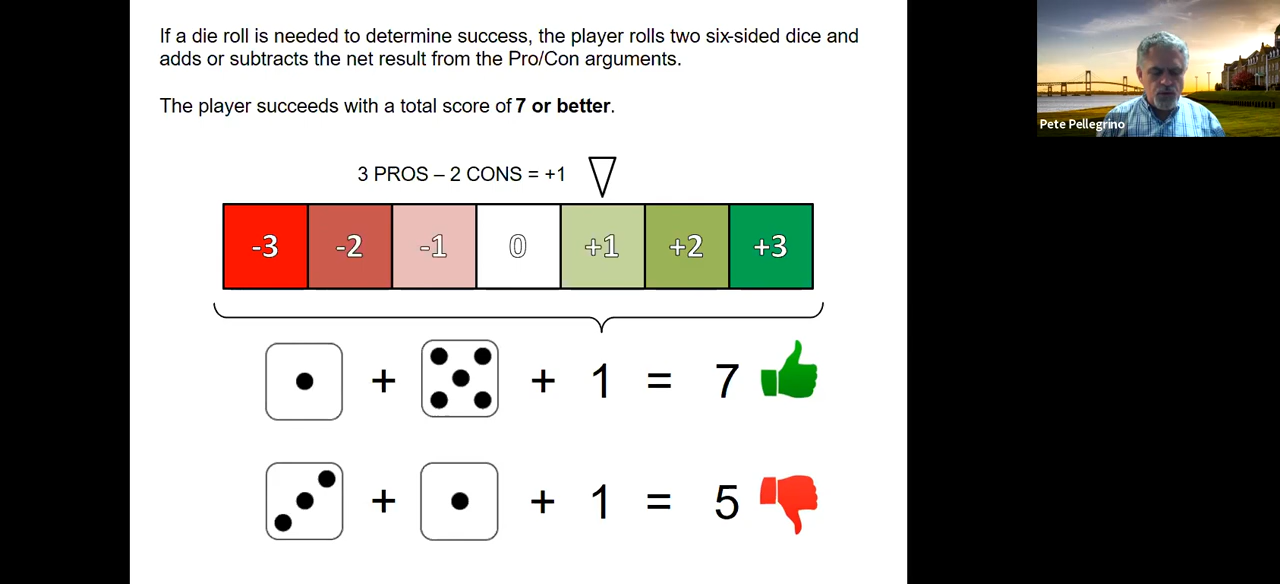 If a die roll is needed to determine success, the player rolls two six-sided dice and
adds or subtracts the net result from the Pro/Con arguments.
The player succeeds with a total score of 7 or better.
Pete Pellegrino
3 PROS – 2 CONS = +1
-3 -2 -1 0 +1 +2 +3
+ + 1 = 7
+ + 1 = 5